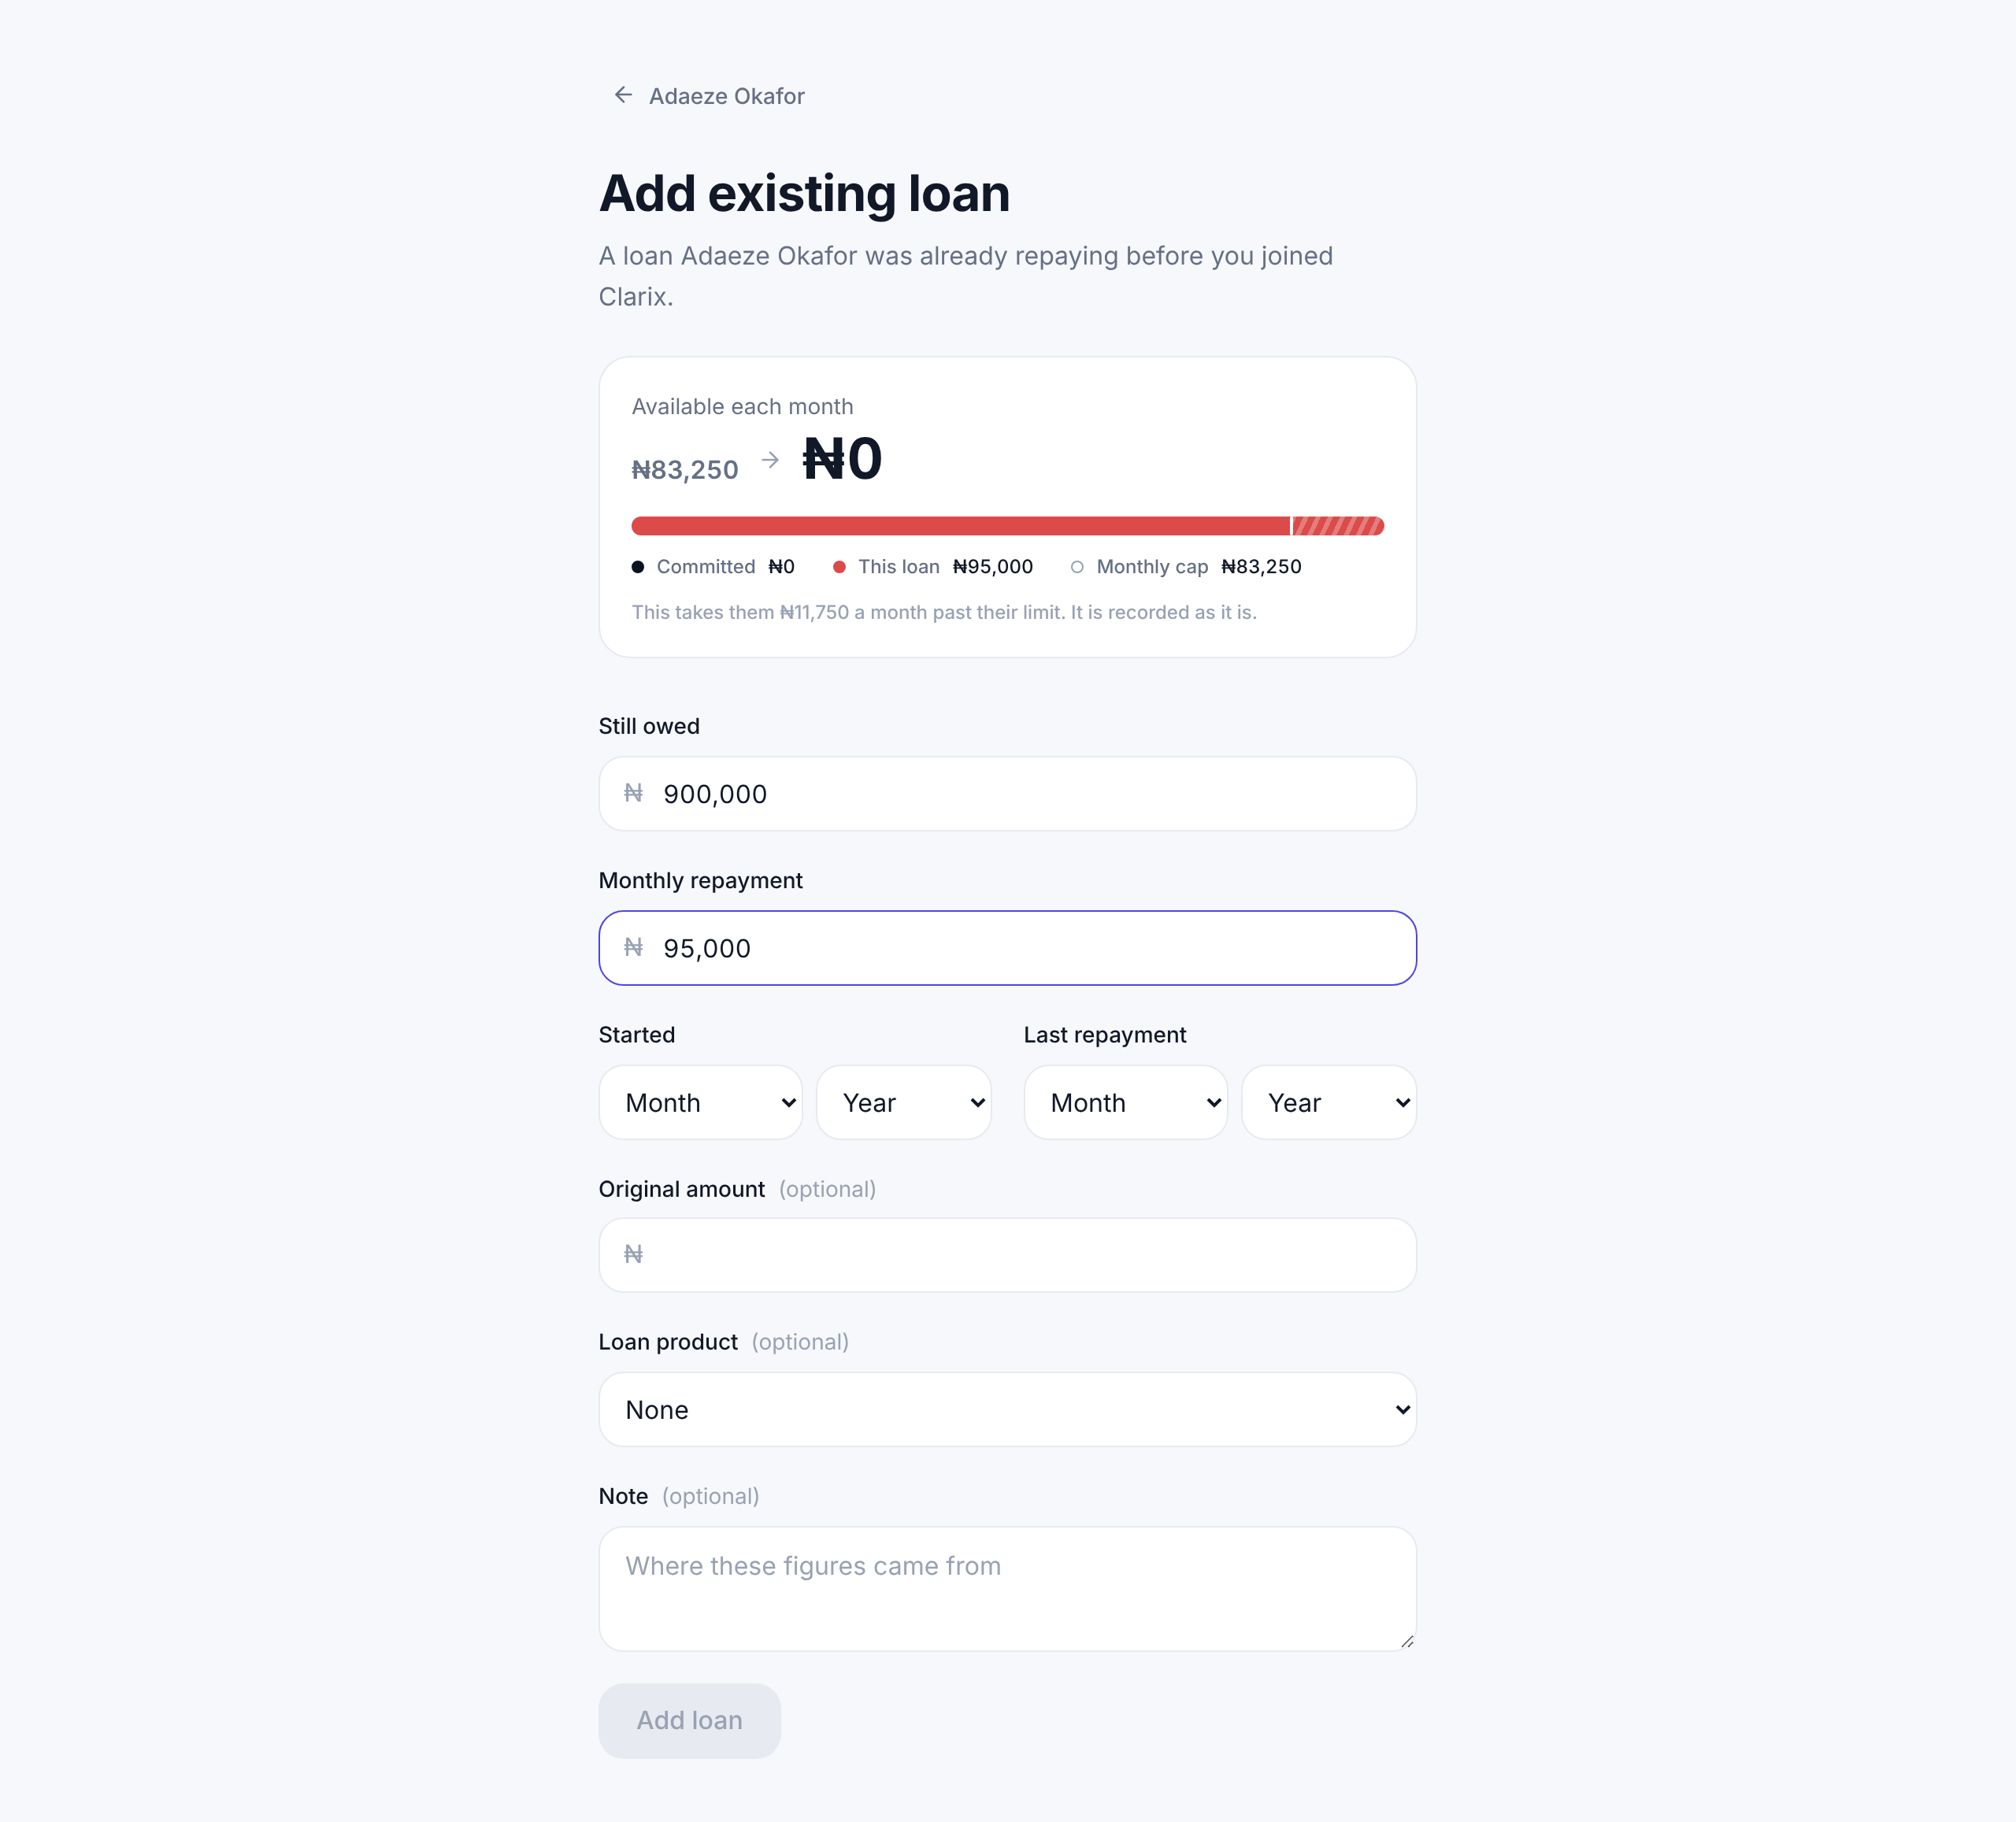 Adaeze Okafor
Add existing loan
A loan Adaeze Okafor was already repaying before you joined
Clarix.
Available each month
₦83,250 → ₦0
Committed ₦0 This loan ₦95,000 Monthly cap ₦83,250
This takes them ₦11,750 a month past their limit. It is recorded as it is.
Still owed
₦ 900,000
Monthly repayment
₦ 95,000
Started Last repayment
Month Year Month Year
Original amount (optional)
₦
Loan product (optional)
None
Note (optional)
Where these figures came from
Add loan